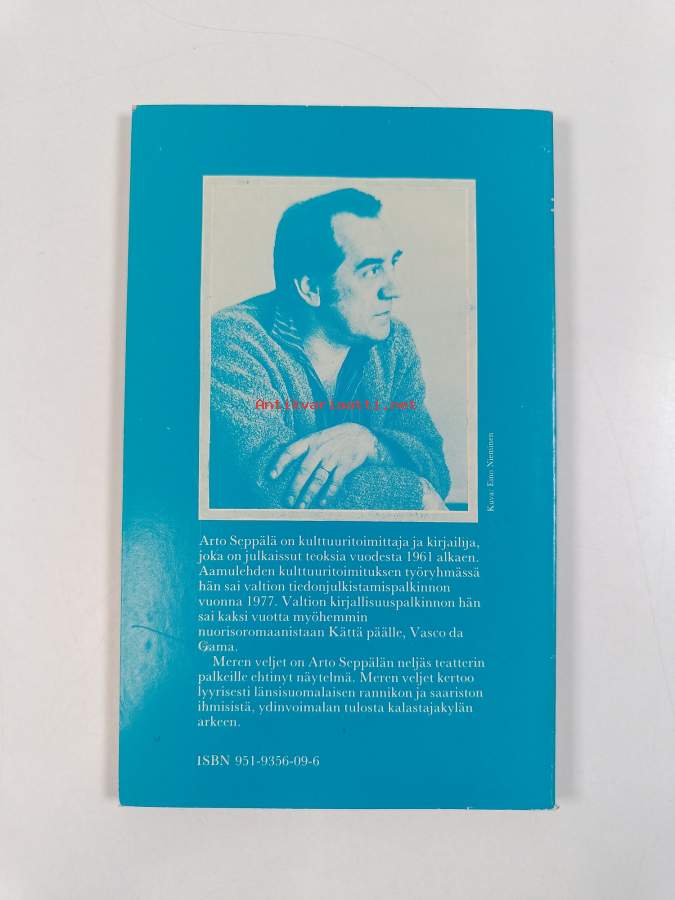 Antikvariaatti.net
Kuva: Eino Nieminen
Arto Seppälä on kulttuuritoimittaja ja kirjailija,
joka on julkaissut teoksia vuodesta 1961 alkaen.
Aamulehden kulttuuritoimituksen työryhmässä
hän sai valtion tiedonjulkistamispalkinnon
vuonna 1977. Valtion kirjallisuuspalkinnon hän
sai kaksi vuotta myöhemmin
nuorisoromaanistaan Kättä päälle, Vasco da
Gama.
Meren veljet on Arto Seppälän neljäs teatterin
palkeille ehtinyt näytelmä. Meren veljet kertoo
lyyrisesti länsisuomalaisen rannikon ja saariston
ihmisistä, ydinvoimalan tulosta kalastajakylän
arkeen.
ISBN 951-9356-09-6